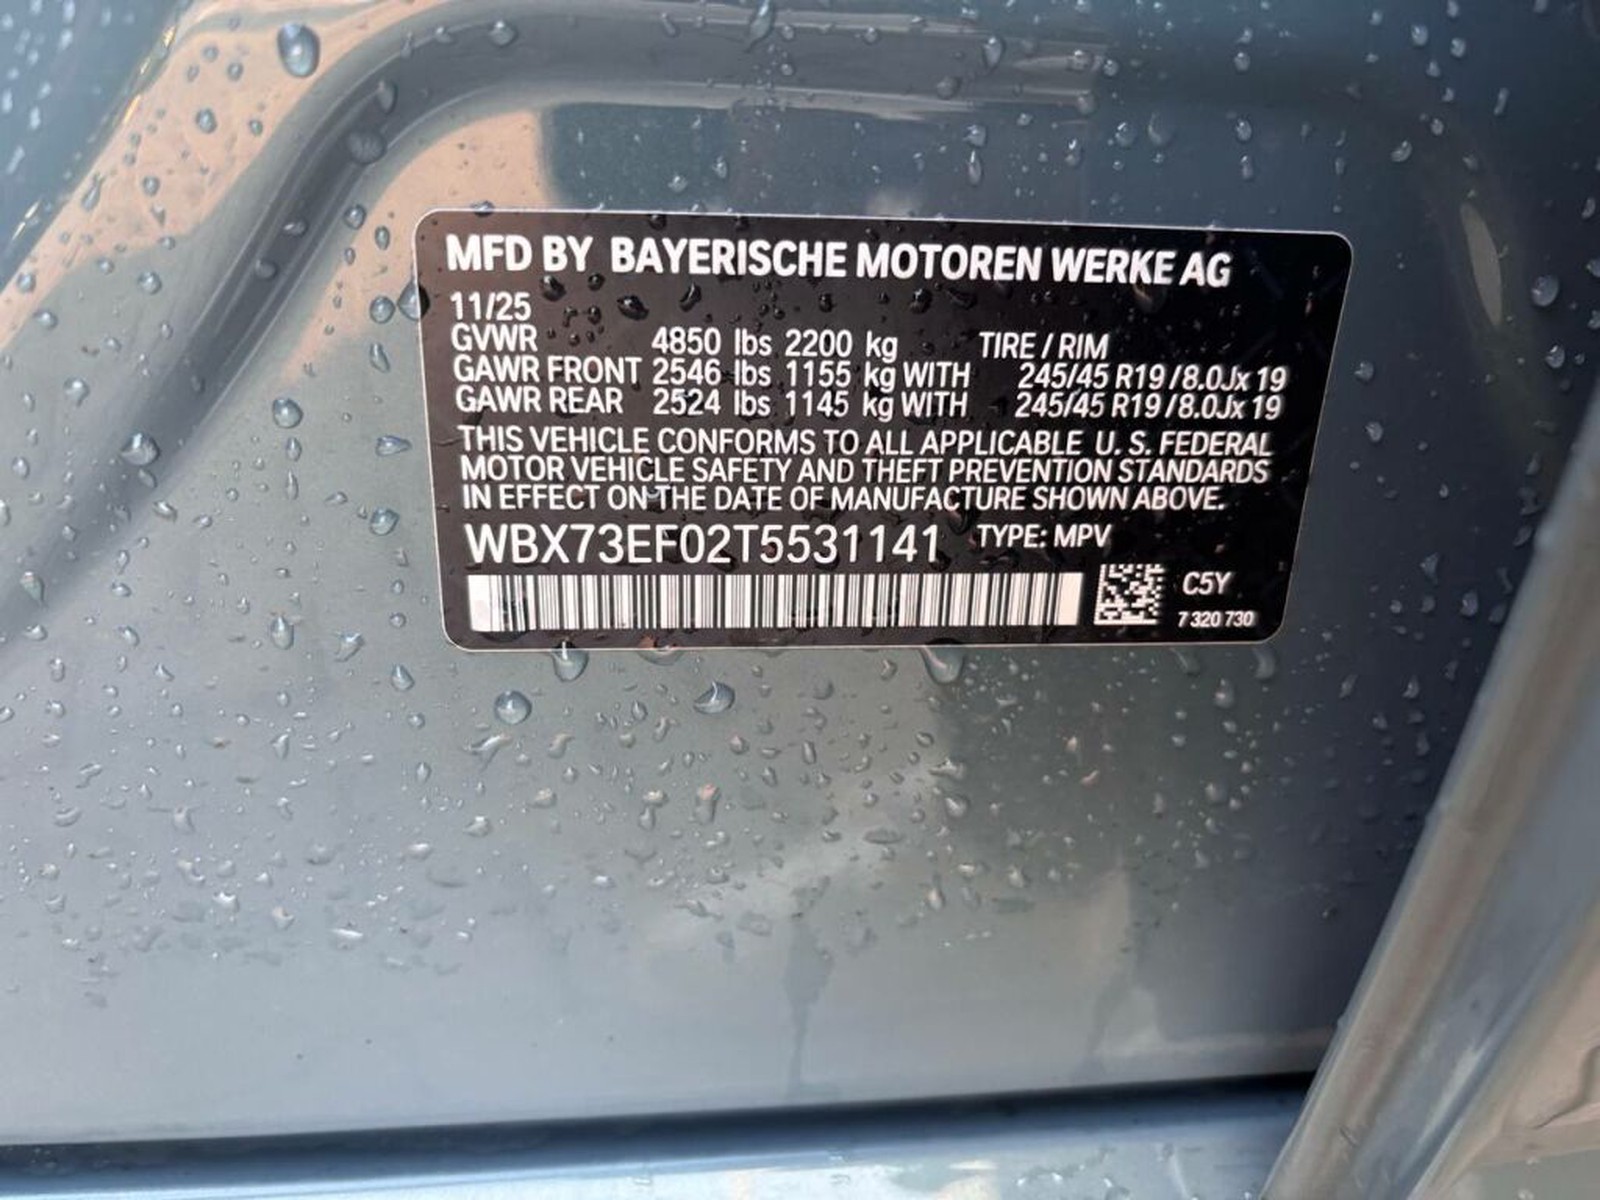 MFD BY BAYERISCHE MOTOREN WERKE AG
11/25
GVWR 4850 lbs 2200 kg TIRE / RIM
GAWR FRONT 2546 lbs 1155 kg WITH 245/45 R19 / 8.0Jx 19
GAWR REAR 2524 lbs 1145 kg WITH 245/45 R19 / 8.0Jx 19
THIS VEHICLE CONFORMS TO ALL APPLICABLE U. S. FEDERAL
MOTOR VEHICLE SAFETY AND THEFT PREVENTION STANDARDS
IN EFFECT ON THE DATE OF MANUFACTURE SHOWN ABOVE.
WBX73EF02T5531141 TYPE: MPV
C5Y
7 320 730